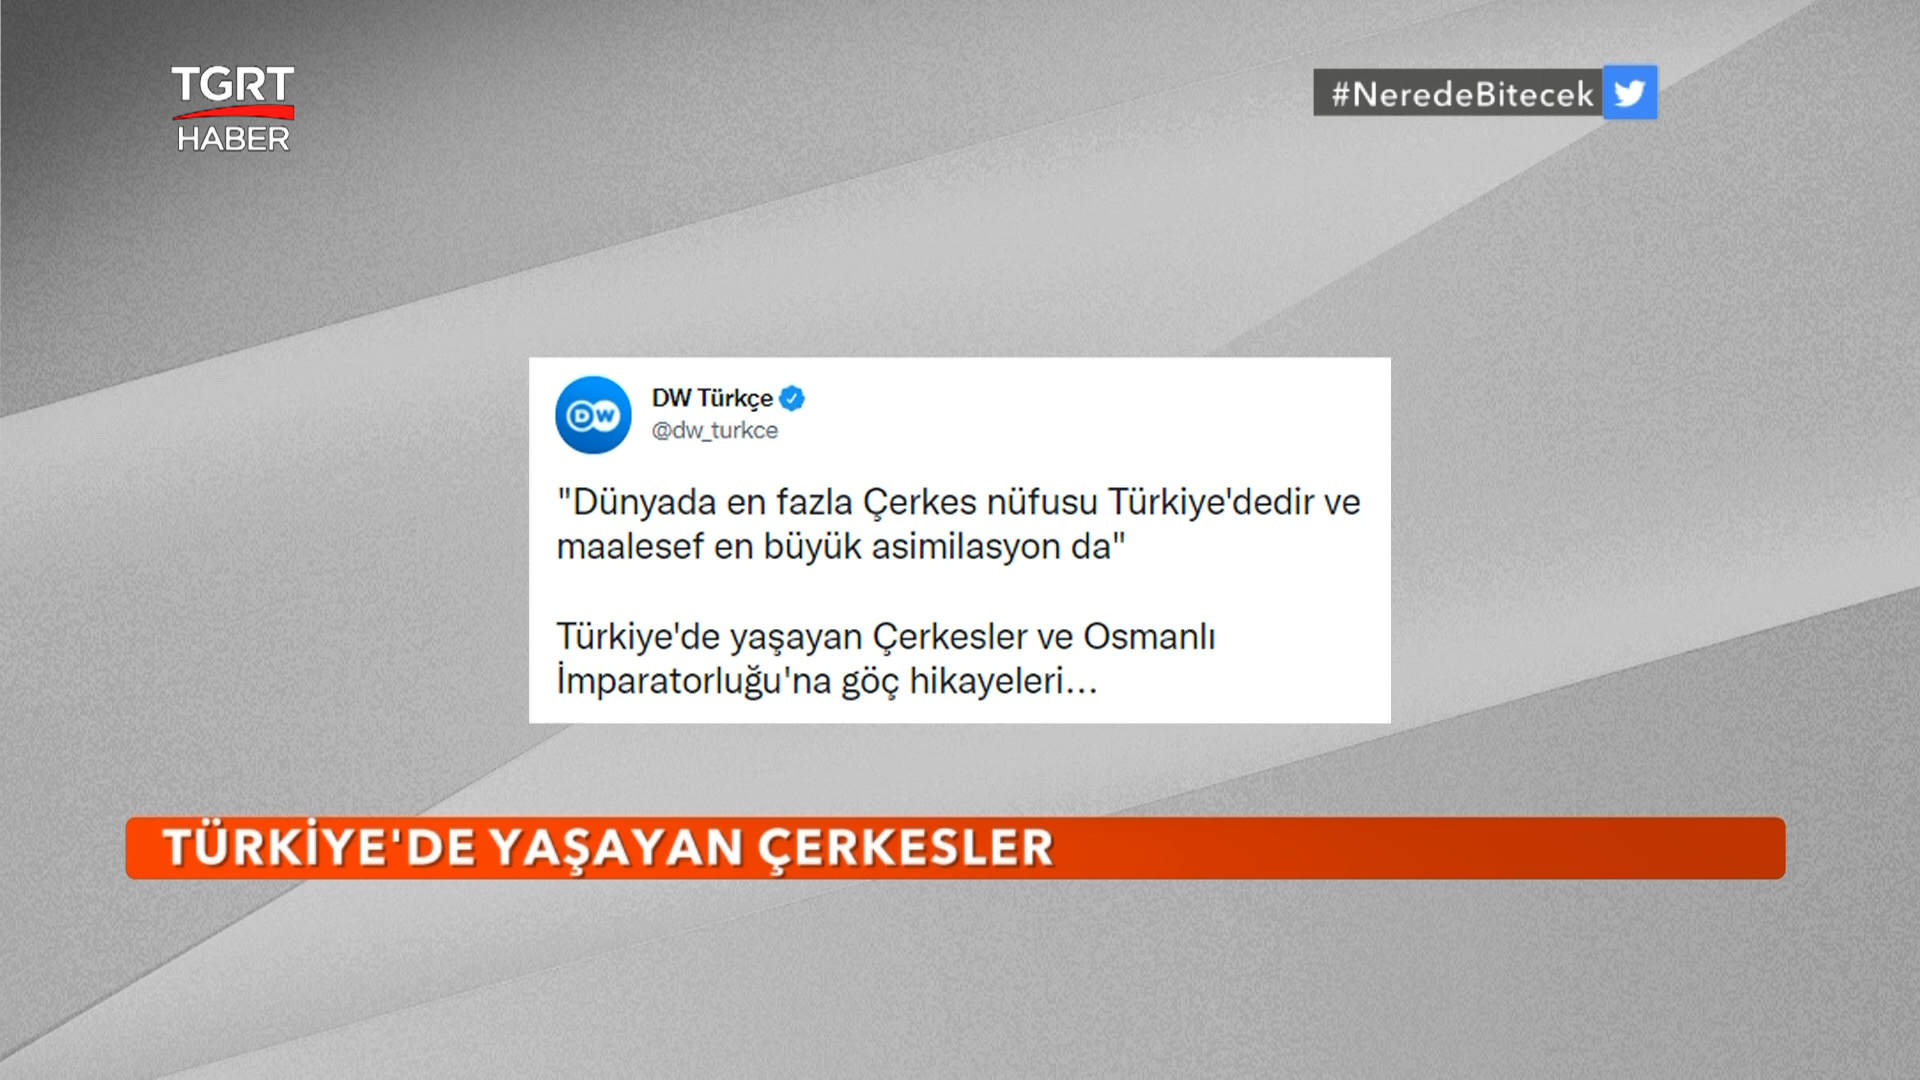 TGRT
HABER
#NeredeBitecek
DW
DW Türkçe
@dw_turkce
"Dünyada en fazla Çerkes nüfusu Türkiye'dedir ve
maalesef en büyük asimilasyon da"
Türkiye'de yaşayan Çerkesler ve Osmanlı
İmparatorluğu'na göç hikayeleri...
TÜRKİYE'DE YAŞAYAN ÇERKESLER